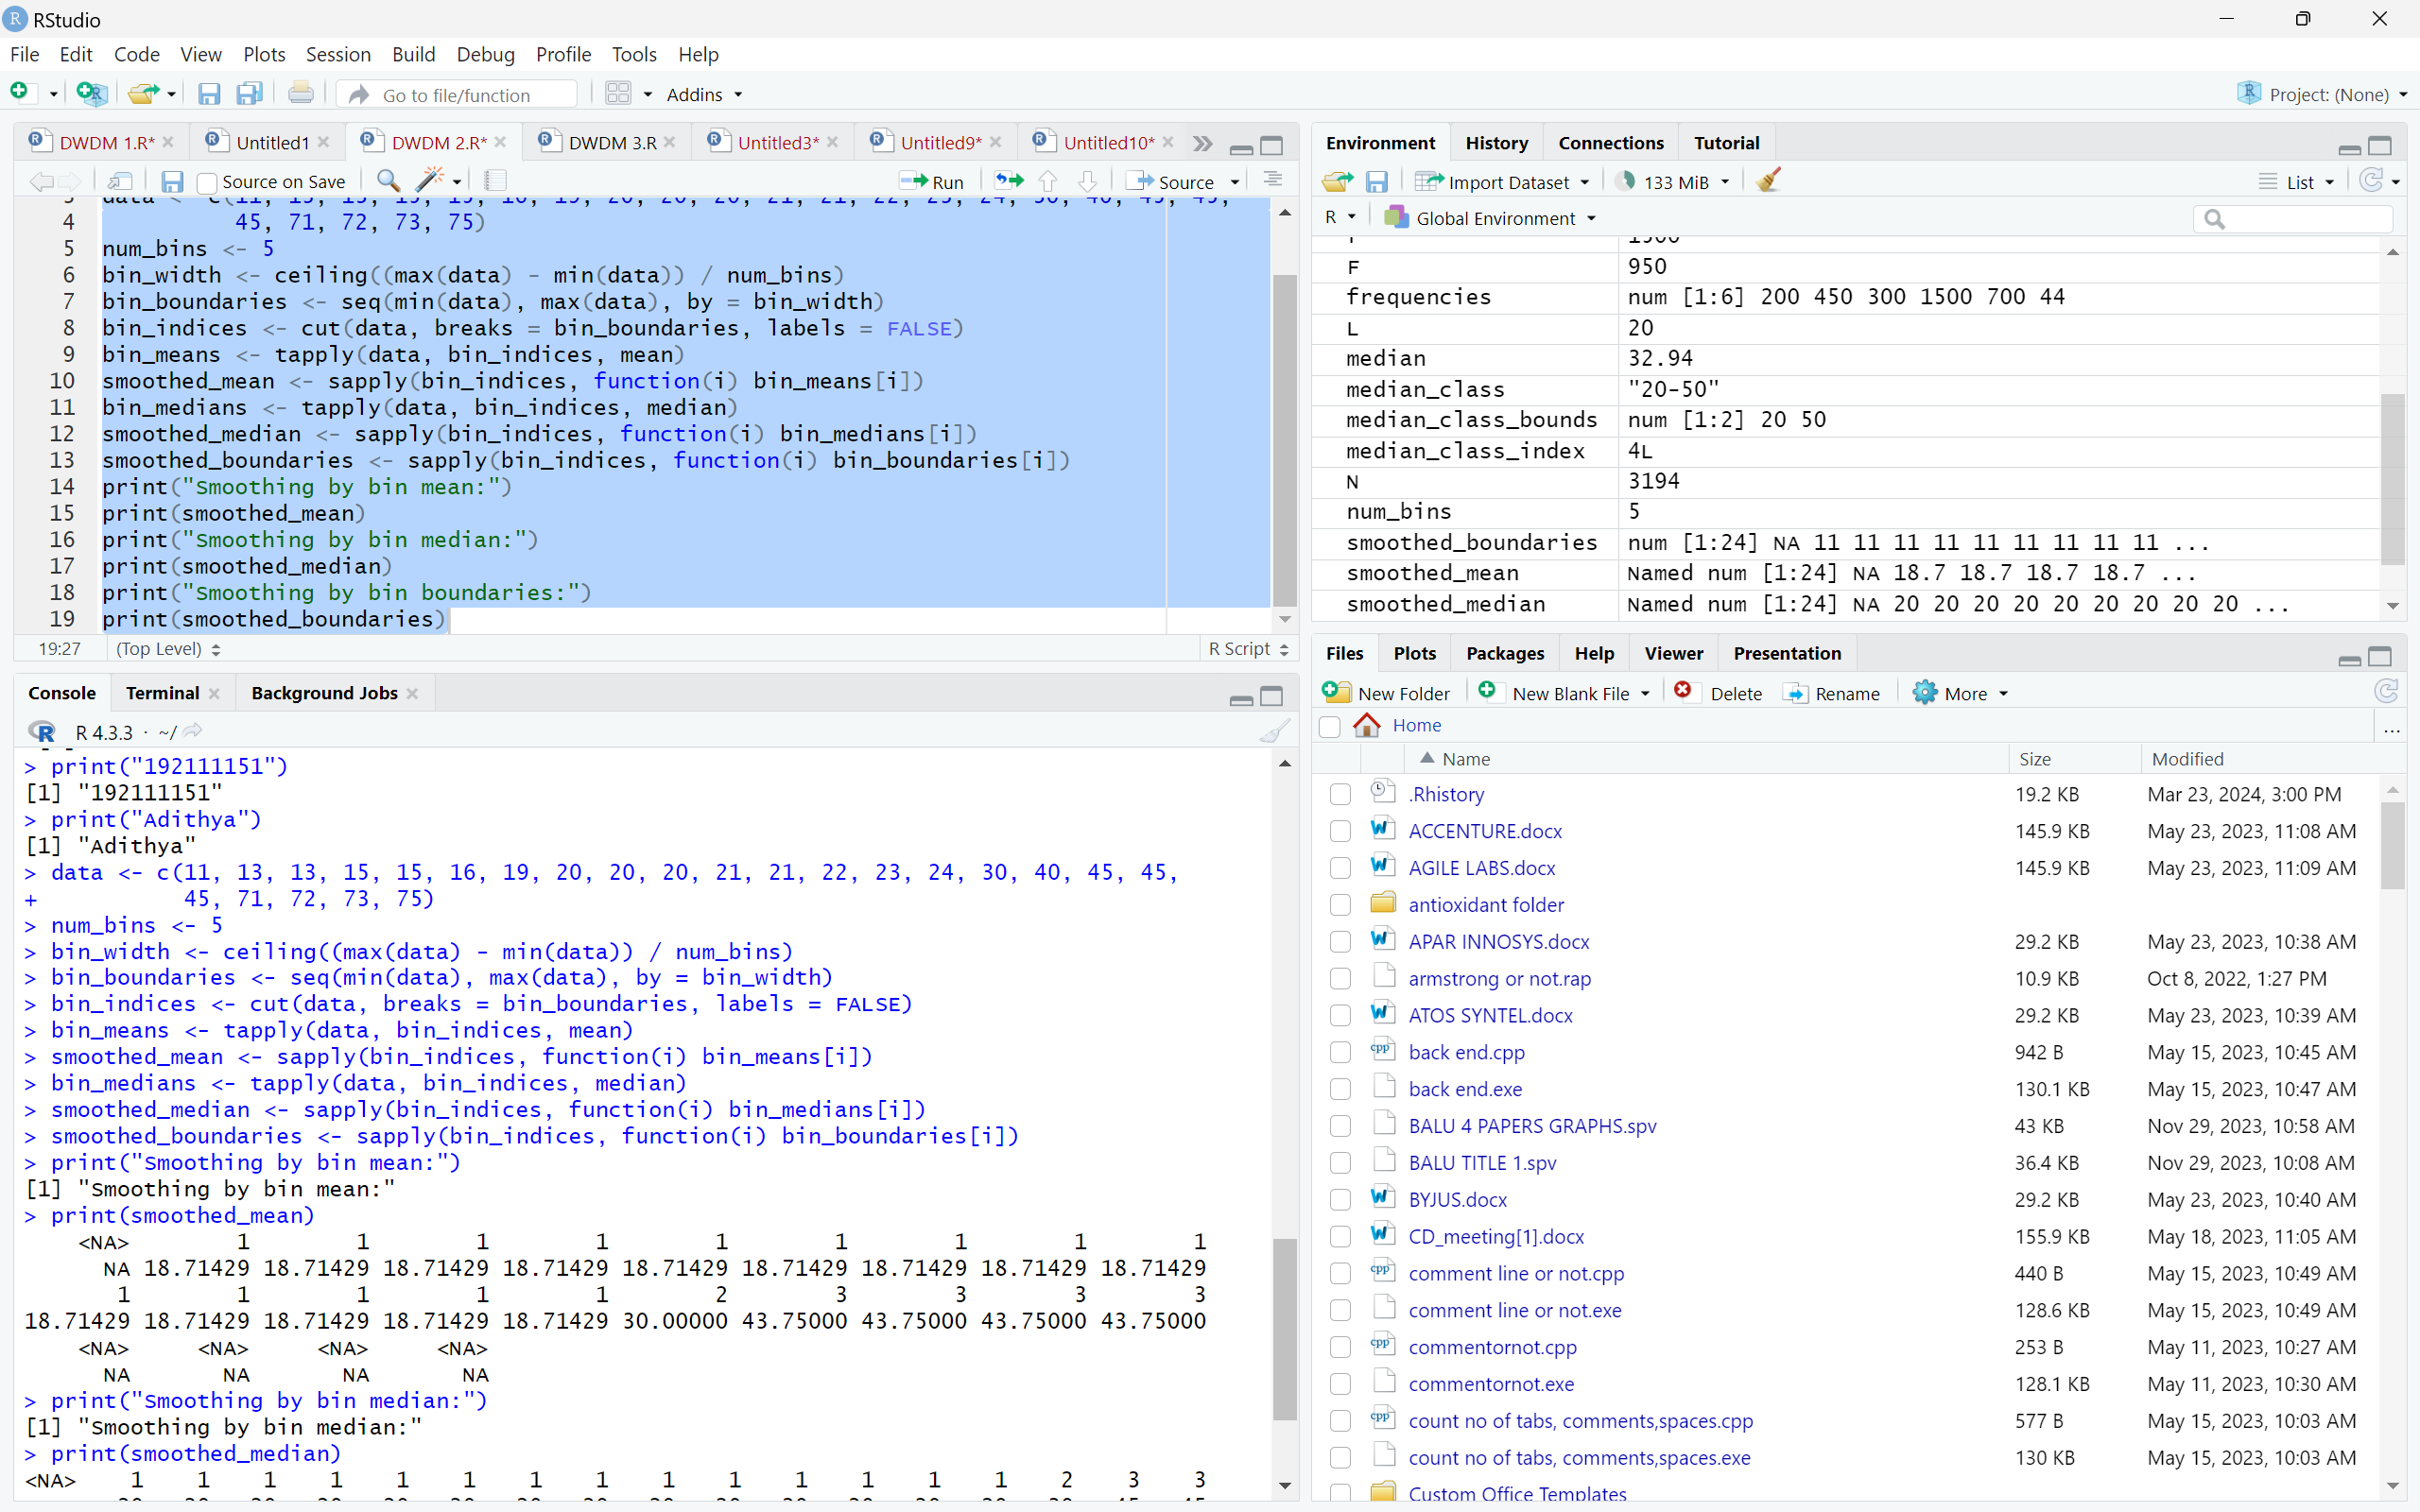 RStudio
File Edit Code View Plots Session Build Debug Profile Tools Help
Go to file/function Addins Project: (None)
DWDM 1.R* Untitled1 DWDM 2.R* DWDM 3.R Untitled3* Untitled9* Untitled10*
Source on Save Run Source
4 45, 71, 72, 73, 75)
5 num_bins <- 5
6 bin_width <- ceiling((max(data) - min(data)) / num_bins)
7 bin_boundaries <- seq(min(data), max(data), by = bin_width)
8 bin_indices <- cut(data, breaks = bin_boundaries, labels = FALSE)
9 bin_means <- tapply(data, bin_indices, mean)
10 smoothed_mean <- sapply(bin_indices, function(i) bin_means[i])
11 bin_medians <- tapply(data, bin_indices, median)
12 smoothed_median <- sapply(bin_indices, function(i) bin_medians[i])
13 smoothed_boundaries <- sapply(bin_indices, function(i) bin_boundaries[i])
14 print("Smoothing by bin mean:")
15 print(smoothed_mean)
16 print("Smoothing by bin median:")
17 print(smoothed_median)
18 print("Smoothing by bin boundaries:")
19 print(smoothed_boundaries)
19:27 (Top Level) R Script
Console Terminal Background Jobs
R 4.3.3 · ~/
> print("192111151")
[1] "192111151"
> print("Adithya")
[1] "Adithya"
> data <- c(11, 13, 13, 15, 15, 16, 19, 20, 20, 20, 21, 21, 22, 23, 24, 30, 40, 45, 45,
+ 45, 71, 72, 73, 75)
> num_bins <- 5
> bin_width <- ceiling((max(data) - min(data)) / num_bins)
> bin_boundaries <- seq(min(data), max(data), by = bin_width)
> bin_indices <- cut(data, breaks = bin_boundaries, labels = FALSE)
> bin_means <- tapply(data, bin_indices, mean)
> smoothed_mean <- sapply(bin_indices, function(i) bin_means[i])
> bin_medians <- tapply(data, bin_indices, median)
> smoothed_median <- sapply(bin_indices, function(i) bin_medians[i])
> smoothed_boundaries <- sapply(bin_indices, function(i) bin_boundaries[i])
> print("Smoothing by bin mean:")
[1] "Smoothing by bin mean:"
> print(smoothed_mean)
<NA> 1 1 1 1 1 1 1 1 1
NA 18.71429 18.71429 18.71429 18.71429 18.71429 18.71429 18.71429 18.71429 18.71429
1 1 1 1 1 2 3 3 3 3
18.71429 18.71429 18.71429 18.71429 18.71429 30.00000 43.75000 43.75000 43.75000 43.75000
<NA> <NA> <NA> <NA>
NA NA NA NA
> print("Smoothing by bin median:")
[1] "Smoothing by bin median:"
> print(smoothed_median)
<NA> 1 1 1 1 1 1 1 1 1 1 1 1 1 1 2 3 3
Environment History Connections Tutorial
Import Dataset 133 MiB List
R Global Environment
F 950
frequencies num [1:6] 200 450 300 1500 700 44
L 20
median 32.94
median_class "20-50"
median_class_bounds num [1:2] 20 50
median_class_index 4L
N 3194
num_bins 5
smoothed_boundaries num [1:24] NA 11 11 11 11 11 11 11 11 11 ...
smoothed_mean Named num [1:24] NA 18.7 18.7 18.7 18.7 ...
smoothed_median Named num [1:24] NA 20 20 20 20 20 20 20 20 20 ...
Files Plots Packages Help Viewer Presentation
New Folder New Blank File Delete Rename More
Home ...
Name Size Modified
.Rhistory 19.2 KB Mar 23, 2024, 3:00 PM
ACCENTURE.docx 145.9 KB May 23, 2023, 11:08 AM
AGILE LABS.docx 145.9 KB May 23, 2023, 11:09 AM
antioxidant folder
APAR INNOSYS.docx 29.2 KB May 23, 2023, 10:38 AM
armstrong or not.rap 10.9 KB Oct 8, 2022, 1:27 PM
ATOS SYNTEL.docx 29.2 KB May 23, 2023, 10:39 AM
back end.cpp 942 B May 15, 2023, 10:45 AM
back end.exe 130.1 KB May 15, 2023, 10:47 AM
BALU 4 PAPERS GRAPHS.spv 43 KB Nov 29, 2023, 10:58 AM
BALU TITLE 1.spv 36.4 KB Nov 29, 2023, 10:08 AM
BYJUS.docx 29.2 KB May 23, 2023, 10:40 AM
CD_meeting[1].docx 155.9 KB May 18, 2023, 11:05 AM
comment line or not.cpp 440 B May 15, 2023, 10:49 AM
comment line or not.exe 128.6 KB May 15, 2023, 10:49 AM
commentornot.cpp 253 B May 11, 2023, 10:27 AM
commentornot.exe 128.1 KB May 11, 2023, 10:30 AM
count no of tabs, comments,spaces.cpp 577 B May 15, 2023, 10:03 AM
count no of tabs, comments,spaces.exe 130 KB May 15, 2023, 10:03 AM
Custom Office Templates